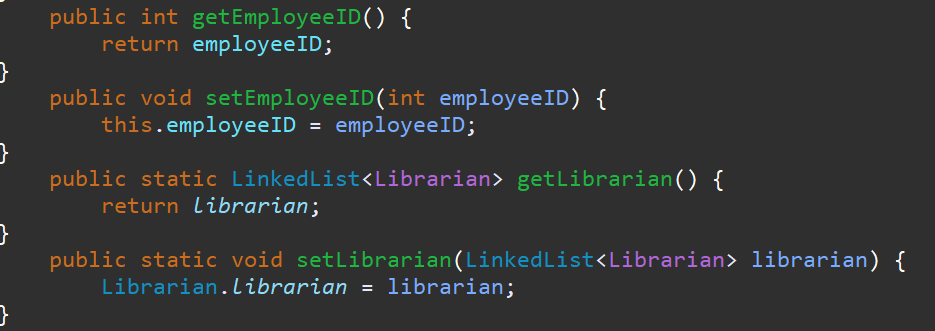 public int getEmployeeID() {
        return employeeID;
}
    public void setEmployeeID(int employeeID) {
        this.employeeID = employeeID;
}
    public static LinkedList<Librarian> getLibrarian() {
        return librarian;
}
    public static void setLibrarian(LinkedList<Librarian> librarian) {
        Librarian.librarian = librarian;
}